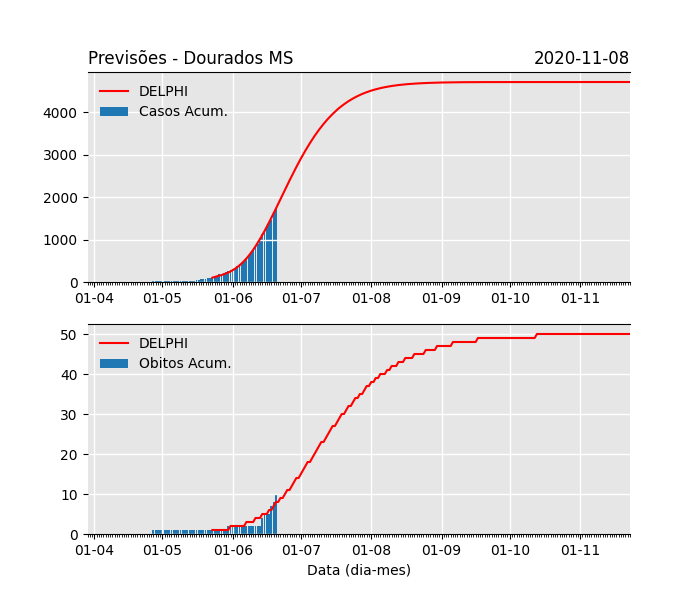 Previsões - Dourados MS 2020-11-08
DELPHI
Casos Acum.
4000
3000
2000
1000
0
01-04 01-05 01-06 01-07 01-08 01-09 01-10 01-11
DELPHI
Obitos Acum.
50
40
30
20
10
0
01-04 01-05 01-06 01-07 01-08 01-09 01-10 01-11
Data (dia-mes)